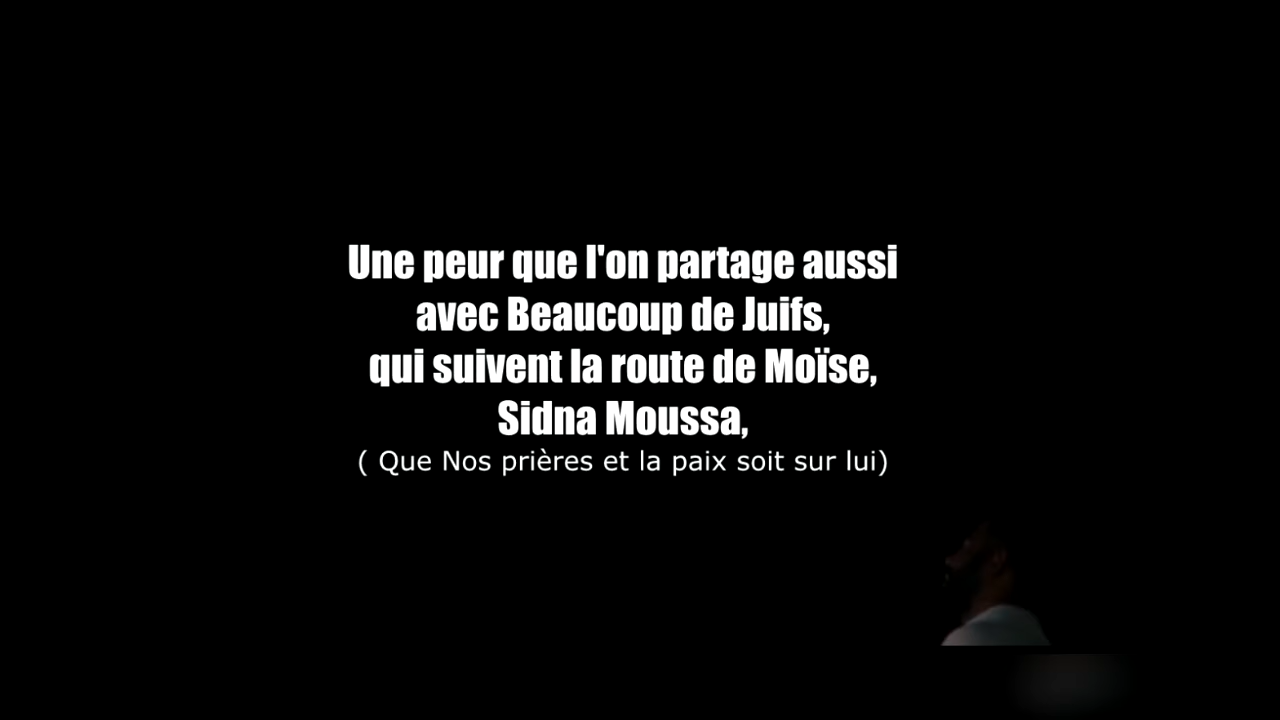 Une peur que l'on partage aussi
avec Beaucoup de Juifs,
qui suivent la route de Moïse,
Sidna Moussa,
( Que Nos prières et la paix soit sur lui)